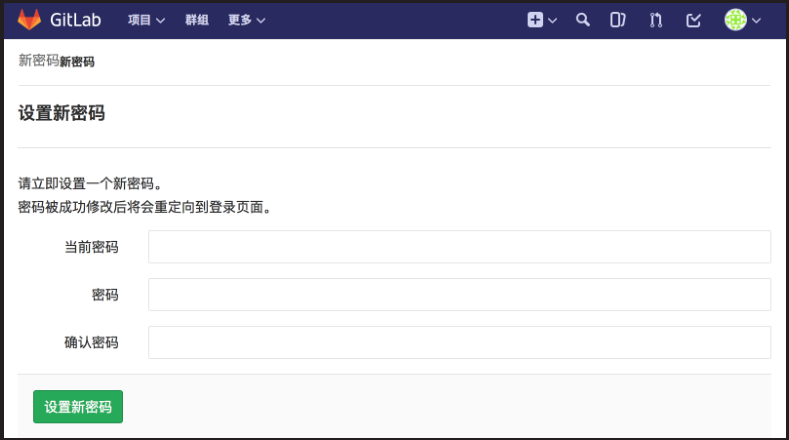 GitLab 项目 群组 更多
新密码新密码
设置新密码
请立即设置一个新密码。
密码被成功修改后将会重定向到登录页面。
当前密码
密码
确认密码
设置新密码